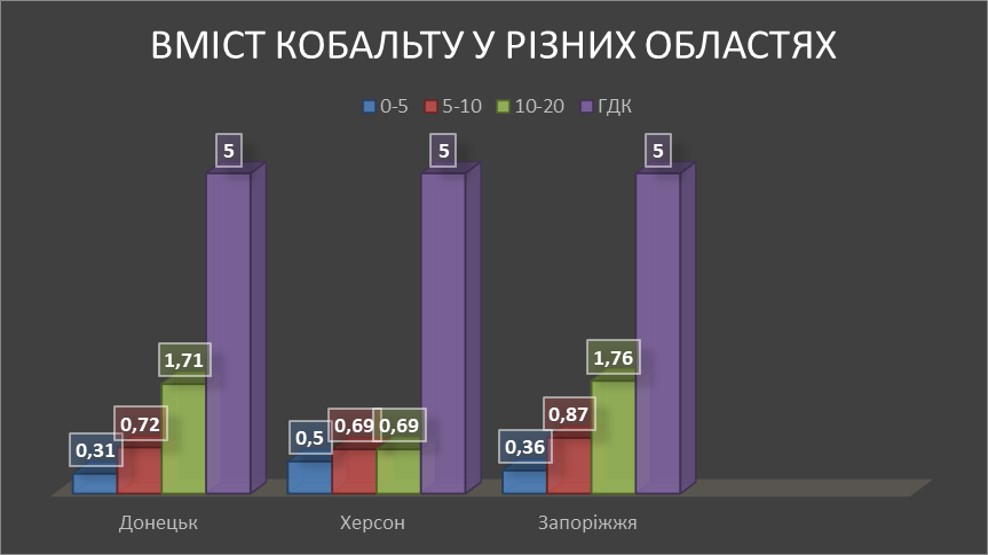 ВМІСТ КОБАЛЬТУ У РІЗНИХ ОБЛАСТЯХ
0-5 5-10 10-20 ГДК
5 5 5
1,71 1,76
0,72 0,69 0,69 0,87
0,31 0,5 0,36
Донецьк Херсон Запоріжжя